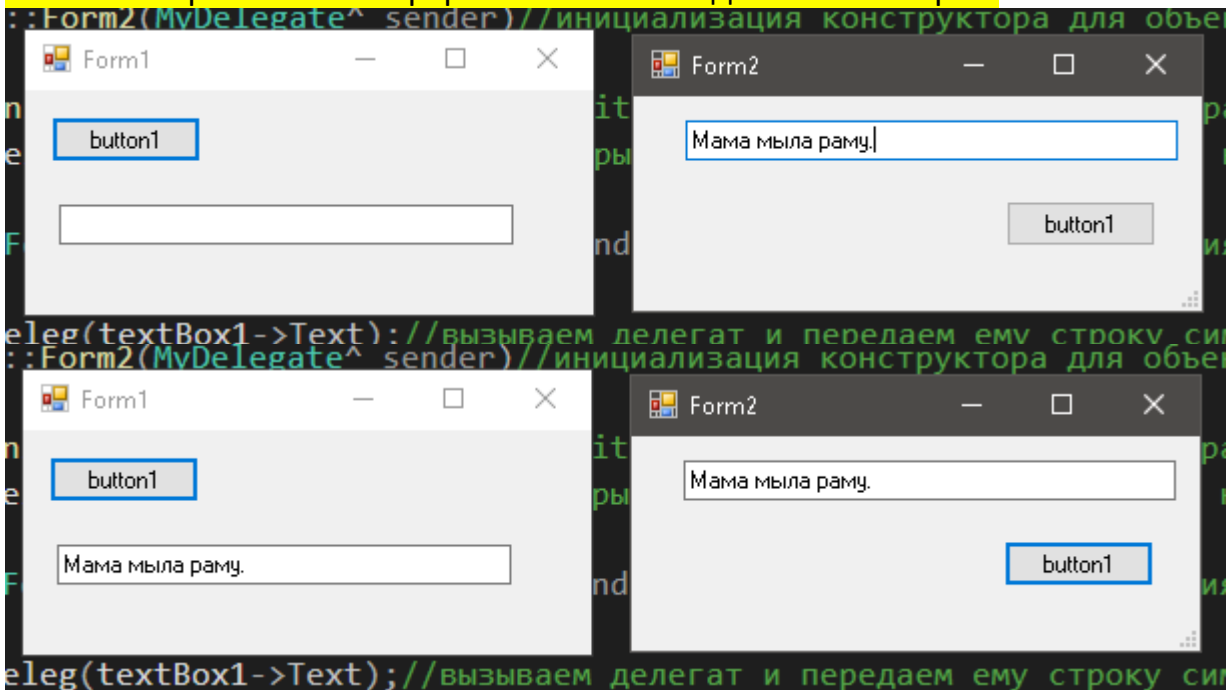 ::Form2(MyDelegate^ sender)//инициализация конструктора для объе
Form1
Form2
button1
Мама мыла раму.
button1
eleg(textBox1->Text);//вызываем делегат и передаем ему строку
::Form2(MyDelegate^ sender)//инициализация конструктора для объе
Form1
Form2
button1
Мама мыла раму.
Мама мыла раму.
button1
eleg(textBox1->Text);//вызываем делегат и передаем ему строку сим